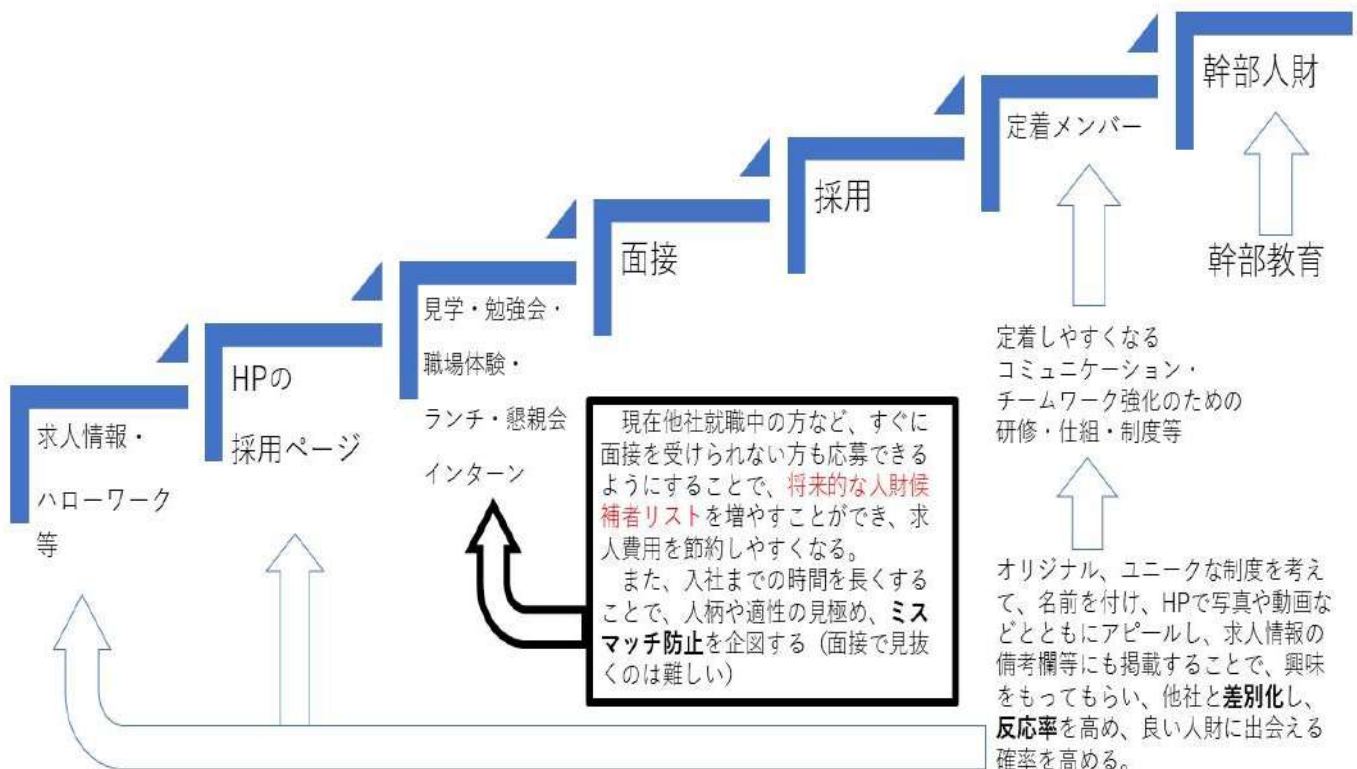 求人情報・
ハローワーク
等
HPの
採用ページ
見学・勉強会・
職場体験・
ランチ・懇親会
インターン
面接
採用
定着メンバー
幹部人財
幹部教育
定着しやすくなる
コミュニケーション・
チームワーク強化のための
研修・仕組・制度等
現在他社就職中の方など、すぐに
面接を受けられない方も応募できる
ようにすることで、将来的な人財候
補者リストを増やすことができ、求
人費用を節約しやすくなる。
また、入社までの時間を長くする
ことで、人柄や適性の見極め、ミス
マッチ防止を企図する（面接で見抜
くのは難しい）
オリジナル、ユニークな制度を考え
て、名前を付け、HPで写真や動画な
どとともにアピールし、求人情報の
備考欄等にも掲載することで、興味
をもってもらい、他社と差別化し、
反応率を高め、良い人財に出会える
確率を高める。